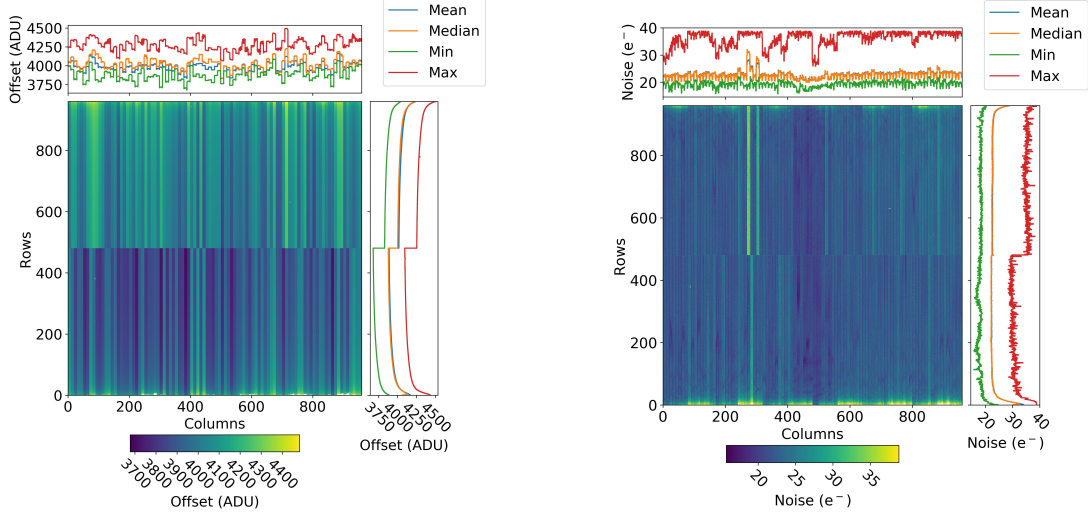 4500
4250
4000
3750
Offset (ADU)
Mean
Median
Min
Max
800
600
400
200
0
Rows
0
200
400
600
800
Columns
3750
4000
4250
4500
Offset (ADU)
3700
3800
3900
4000
4100
4200
4300
4400
Offset (ADU)
40
30
20
Noise (e⁻)
Mean
Median
Min
Max
800
600
400
200
0
Rows
0
200
400
600
800
Columns
20
30
40
Noise (e⁻)
20
25
30
35
Noise (e⁻)